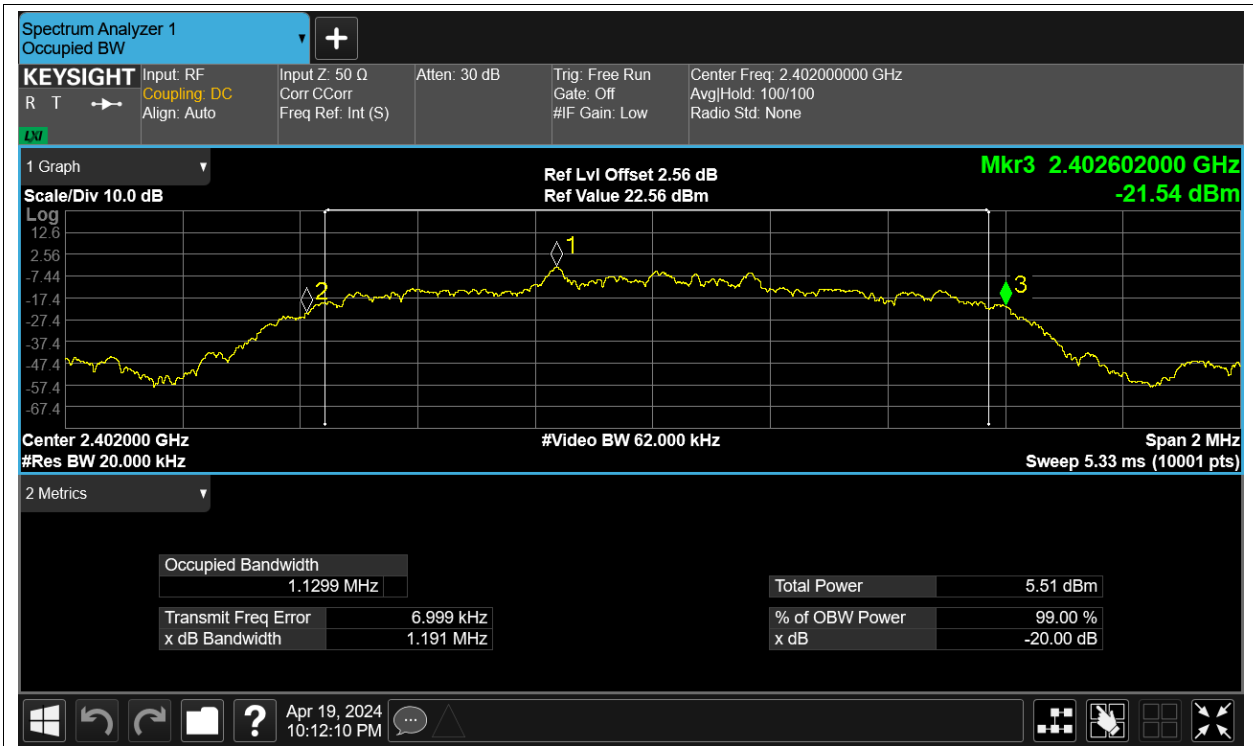 Spectrum Analyzer 1
Occupied BW
KEYSIGHT
R T
LXI
Input: RF
Coupling: DC
Align: Auto
Input Z: 50 Ω
Corr CCorr
Freq Ref: Int (S)
Atten: 30 dB
Trig: Free Run
Gate: Off
#IF Gain: Low
Center Freq: 2.402000000 GHz
Avg|Hold: 100/100
Radio Std: None
1 Graph
Scale/Div 10.0 dB
Ref Lvl Offset 2.56 dB
Ref Value 22.56 dBm
Mkr3 2.402602000 GHz
-21.54 dBm
Log
12.6
2.56
-7.44
-17.4
-27.4
-37.4
-47.4
-57.4
-67.4
1
2
3
Center 2.402000 GHz
#Res BW 20.000 kHz
#Video BW 62.000 kHz
Span 2 MHz
Sweep 5.33 ms (10001 pts)
2 Metrics
Occupied Bandwidth
1.1299 MHz
Transmit Freq Error 6.999 kHz
x dB Bandwidth 1.191 MHz
Total Power 5.51 dBm
% of OBW Power 99.00 %
x dB -20.00 dB
?
Apr 19, 2024
10:12:10 PM